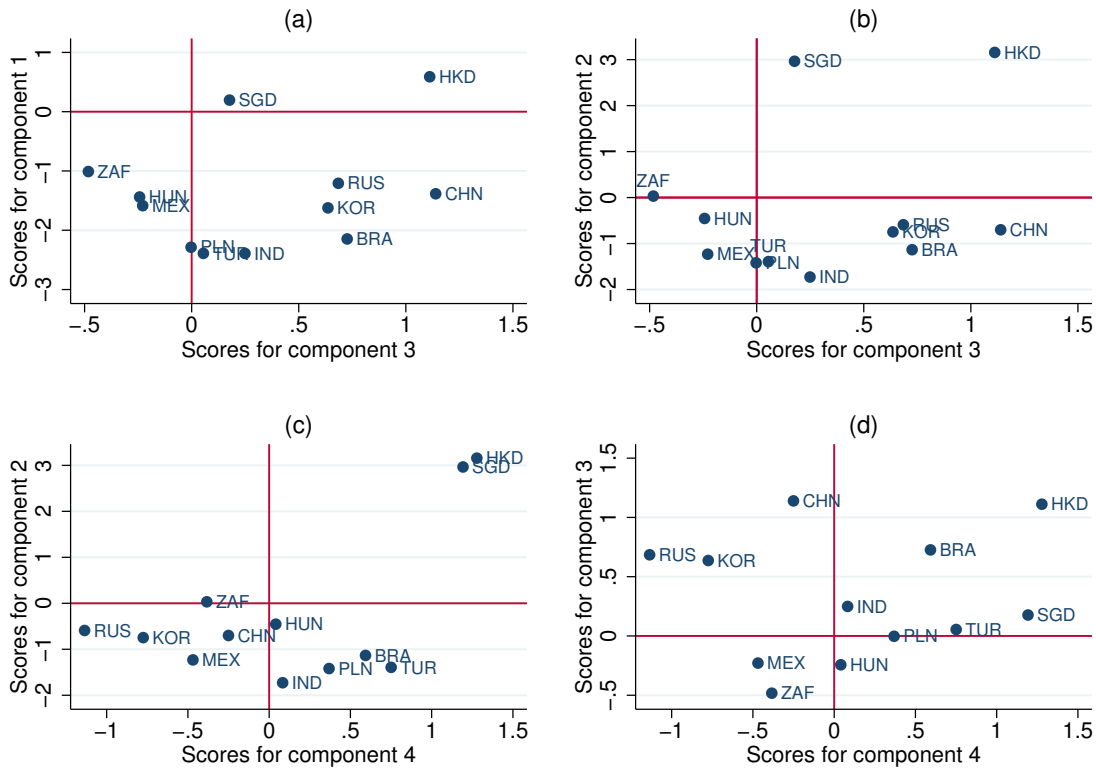 (a)
Scores for component 1
1
0
−1
−2
−3
HKD
SGD
ZAF
RUS
HUN
CHN
MEX
KOR
BRA
PLN
TUR
IND
−.5
0
.5
1
1.5
Scores for component 3
(b)
Scores for component 2
3
2
1
0
−1
−2
HKD
SGD
ZAF
HUN
RUS
KOR
CHN
TUR
BRA
MEX
PLN
IND
−.5
0
.5
1
1.5
Scores for component 3
(c)
Scores for component 2
3
2
1
0
−1
−2
HKD
SGD
ZAF
HUN
RUS
CHN
KOR
BRA
MEX
TUR
PLN
IND
−1
−.5
0
.5
1
1.5
Scores for component 4
(d)
Scores for component 3
1.5
1
.5
0
−.5
CHN
HKD
BRA
RUS
KOR
IND
SGD
TUR
PLN
MEX
HUN
ZAF
−1
−.5
0
.5
1
1.5
Scores for component 4